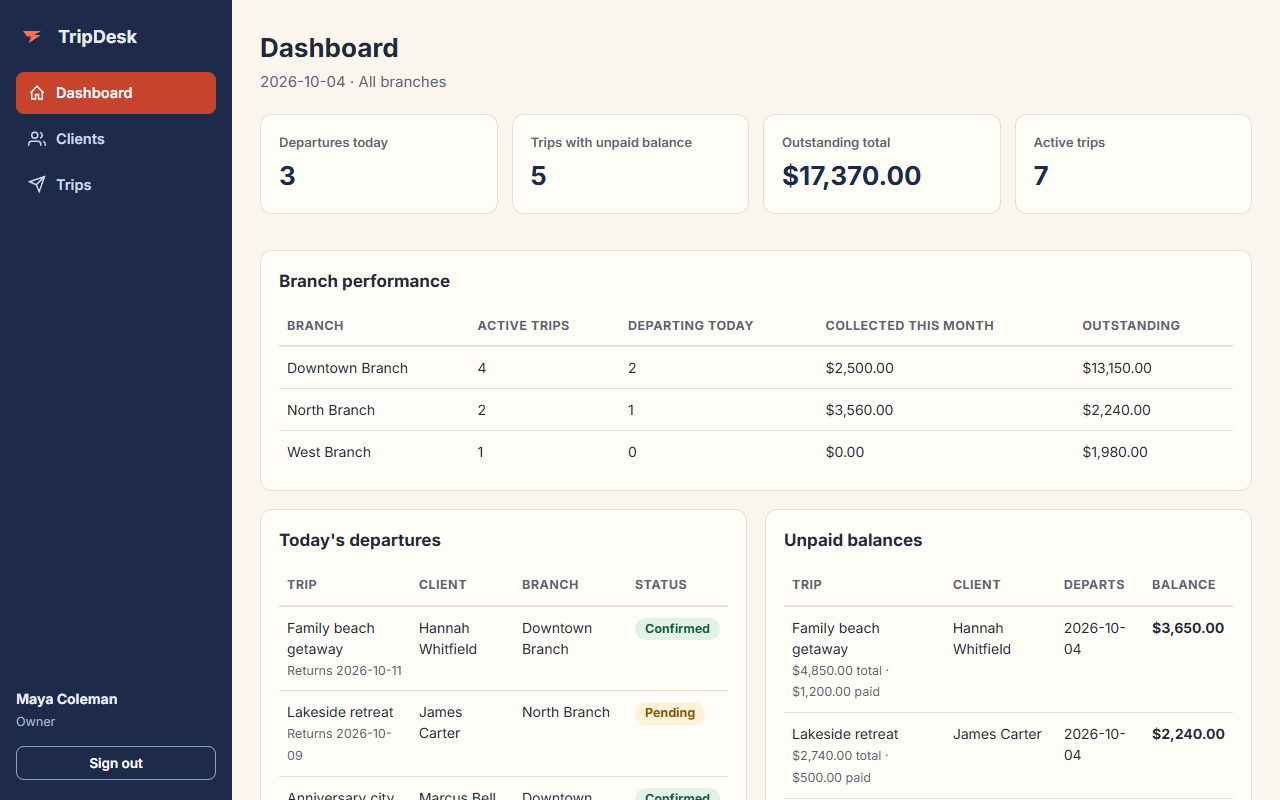 TripDesk
Dashboard
Clients
Trips
Maya Coleman
Owner
Sign out
Dashboard
2026-10-04 · All branches
Departures today
3
Trips with unpaid balance
5
Outstanding total
$17,370.00
Active trips
7
Branch performance
BRANCH ACTIVE TRIPS DEPARTING TODAY COLLECTED THIS MONTH OUTSTANDING
Downtown Branch 4 2 $2,500.00 $13,150.00
North Branch 2 1 $3,560.00 $2,240.00
West Branch 1 0 $0.00 $1,980.00
Today's departures
TRIP CLIENT BRANCH STATUS
Family beach Hannah Downtown Confirmed
getaway Whitfield Branch
Returns 2026-10-11
Lakeside retreat James North Branch Pending
Returns 2026-10- Carter
09
Anniversary city Marcus Bell Downtown Confirmed
Unpaid balances
TRIP CLIENT DEPARTS BALANCE
Family beach Hannah 2026-10- $3,650.00
getaway Whitfield 04
$4,850.00 total ·
$1,200.00 paid
Lakeside retreat James Carter 2026-10- $2,240.00
$2,740.00 total · 04
$500.00 paid